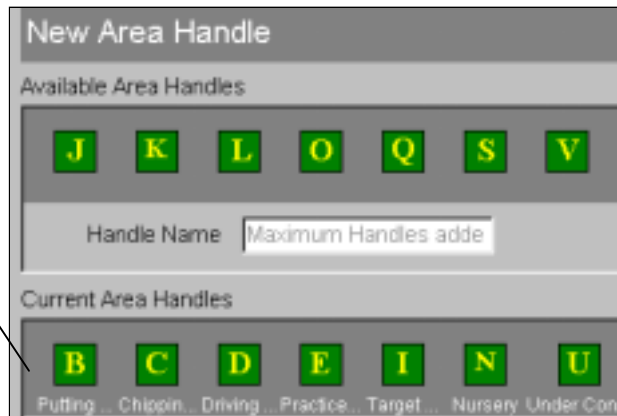 New Area Handle
Available Area Handles
J K L O Q S V
Handle Name Maximum Handles adde
Current Area Handles
B C D E I N U
Putting ... Chippin... Driving ... Practice... Target ... Nursery Under Con